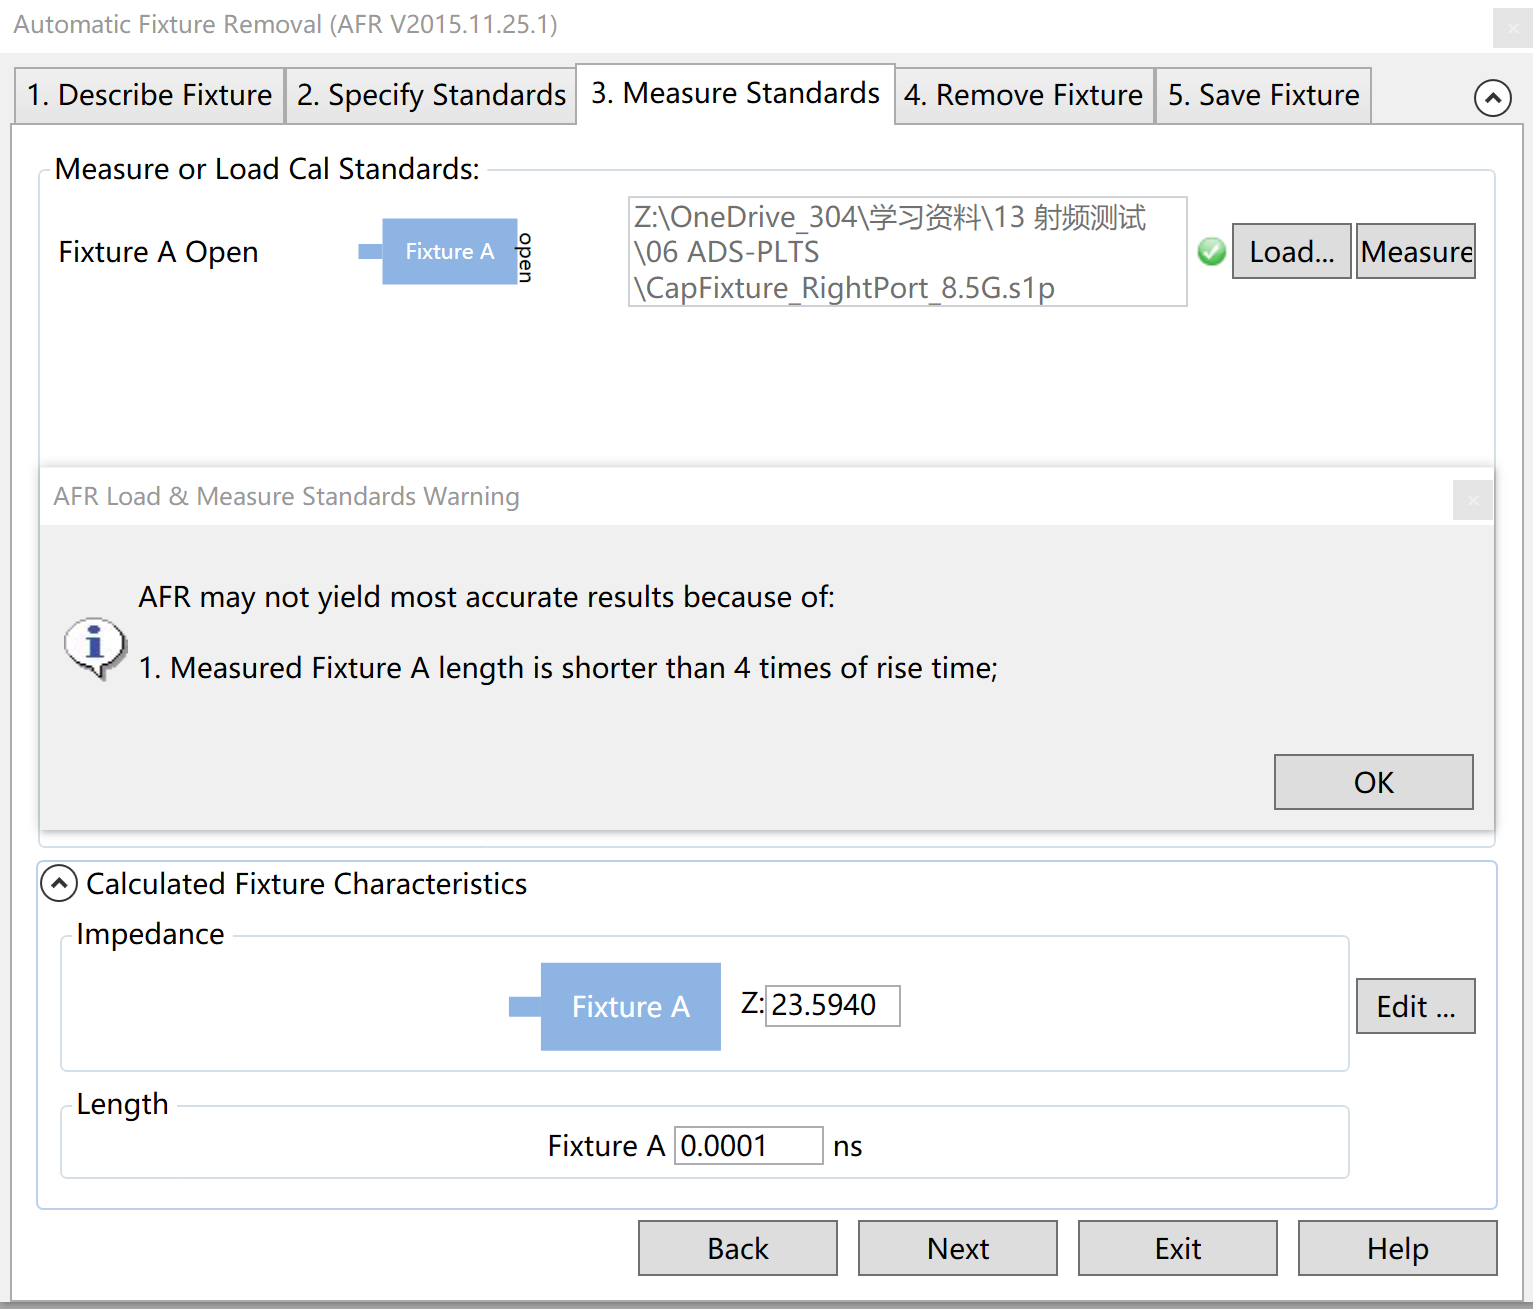 Automatic Fixture Removal (AFR V2015.11.25.1)
1. Describe Fixture
2. Specify Standards
3. Measure Standards
4. Remove Fixture
5. Save Fixture
Measure or Load Cal Standards:
Fixture A Open
Fixture A
open
Z:\OneDrive_304\学习资料\13 射频测试
\06 ADS-PLTS
\CapFixture_RightPort_8.5G.s1p
Load...
Measure
AFR Load & Measure Standards Warning
AFR may not yield most accurate results because of:
1. Measured Fixture A length is shorter than 4 times of rise time;
OK
Calculated Fixture Characteristics
Impedance
Fixture A
Z:
23.5940
Edit ...
Length
Fixture A
0.0001
ns
Back
Next
Exit
Help